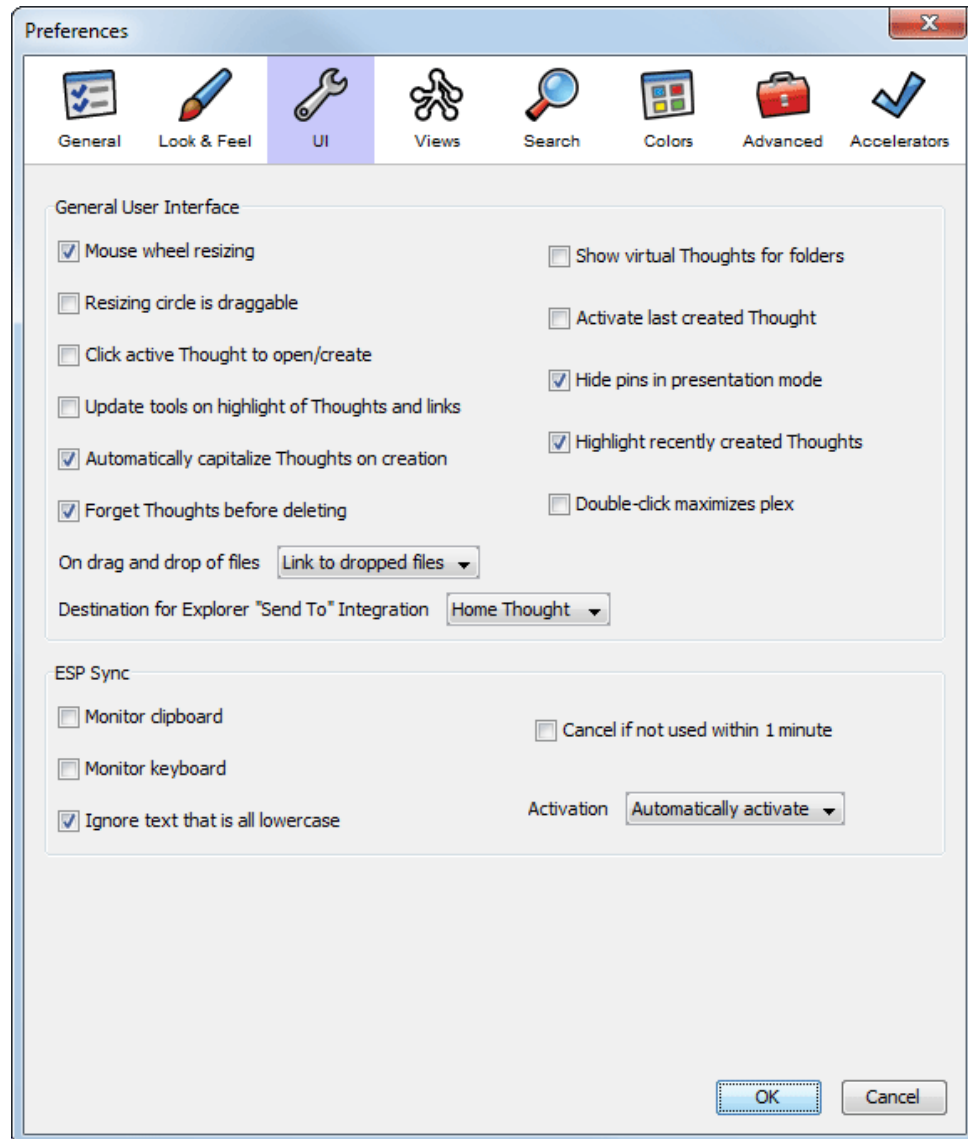 Preferences
General Look & Feel UI Views Search Colors Advanced Accelerators
General User Interface
Mouse wheel resizing
Resizing circle is draggable
Click active Thought to open/create
Update tools on highlight of Thoughts and links
Automatically capitalize Thoughts on creation
Forget Thoughts before deleting
Show virtual Thoughts for folders
Activate last created Thought
Hide pins in presentation mode
Highlight recently created Thoughts
Double-click maximizes plex
On drag and drop of files Link to dropped files
Destination for Explorer "Send To" Integration Home Thought
ESP Sync
Monitor clipboard
Monitor keyboard
Ignore text that is all lowercase
Cancel if not used within 1 minute
Activation Automatically activate
OK Cancel